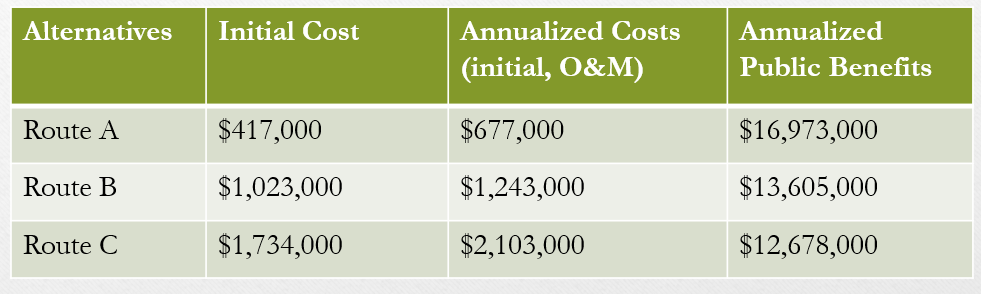 Alternatives Initial Cost Annualized Costs Annualized
(initial, O&M) Public Benefits
Route A $417,000 $677,000 $16,973,000
Route B $1,023,000 $1,243,000 $13,605,000
Route C $1,734,000 $2,103,000 $12,678,000